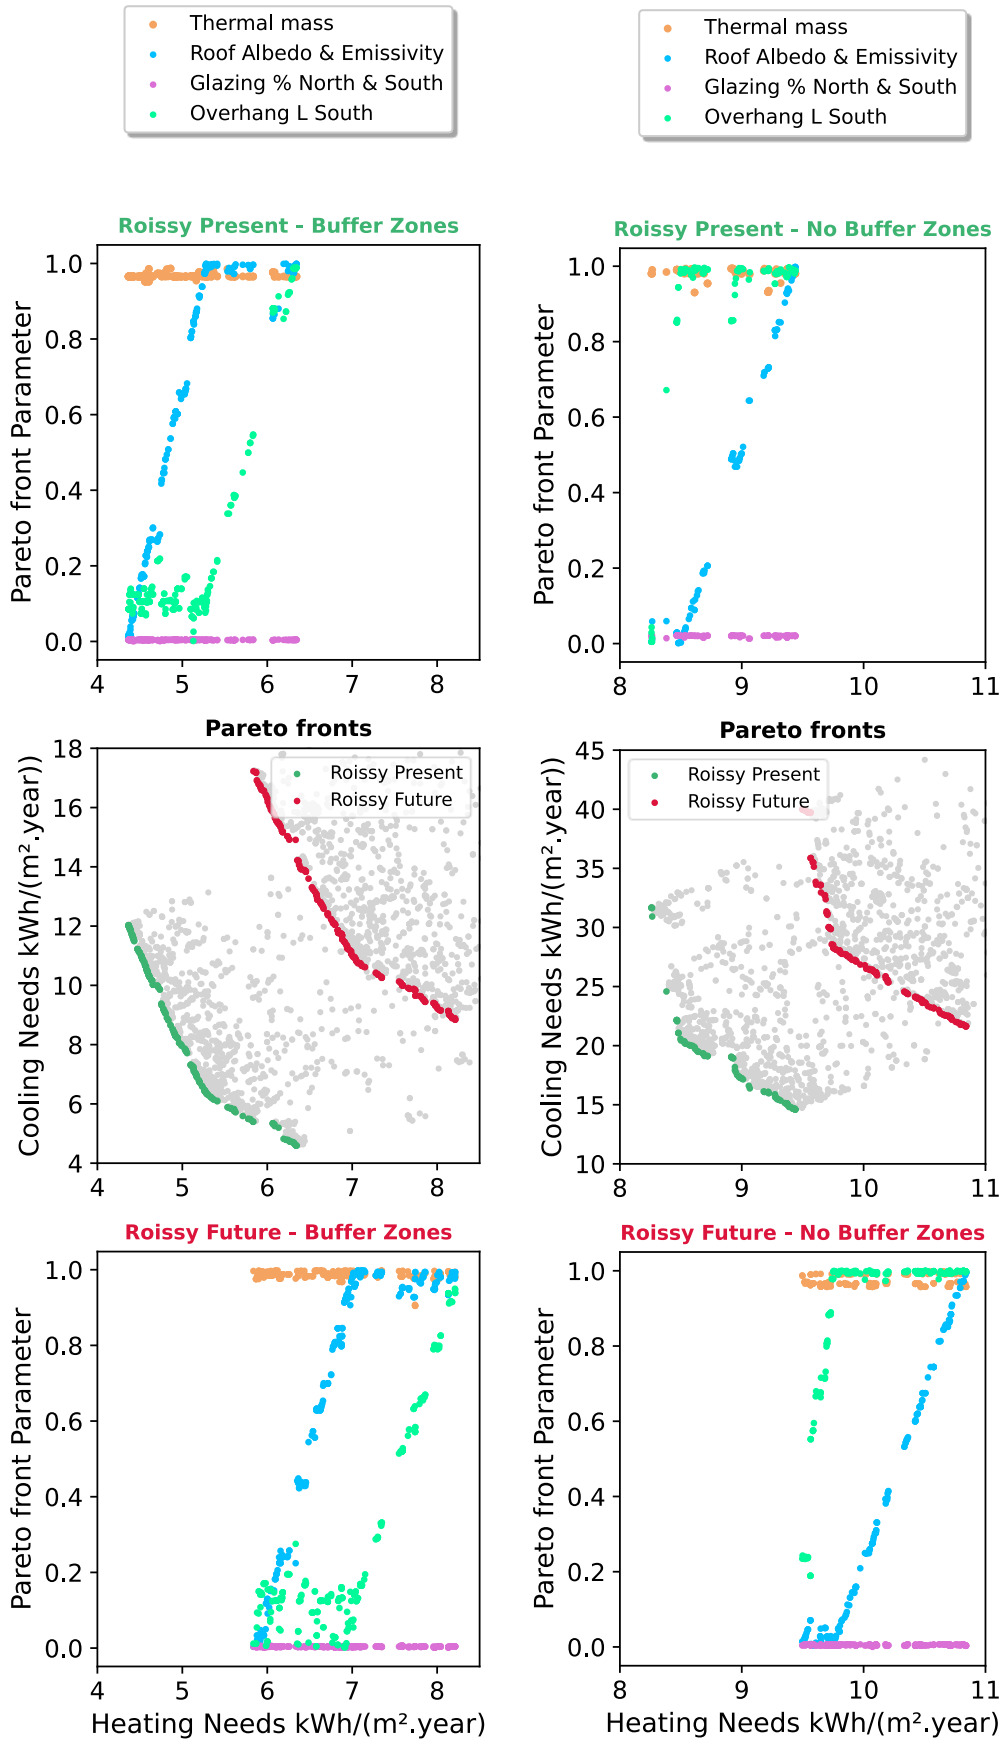 Thermal mass
Roof Albedo & Emissivity
Glazing % North & South
Overhang L South
Thermal mass
Roof Albedo & Emissivity
Glazing % North & South
Overhang L South
Roissy Present - Buffer Zones
Pareto front Parameter
1.0
0.8
0.6
0.4
0.2
0.0
4 5 6 7 8
Roissy Present - No Buffer Zones
Pareto front Parameter
1.0
0.8
0.6
0.4
0.2
0.0
8 9 10 11
Pareto fronts
Cooling Needs kWh/(m².year))
18
16
14
12
10
8
6
4
Roissy Present
Roissy Future
4 5 6 7 8
Pareto fronts
Cooling Needs kWh/(m².year))
45
40
35
30
25
20
15
10
Roissy Present
Roissy Future
8 9 10 11
Roissy Future - Buffer Zones
Pareto front Parameter
1.0
0.8
0.6
0.4
0.2
0.0
4 5 6 7 8
Heating Needs kWh/(m².year)
Roissy Future - No Buffer Zones
Pareto front Parameter
1.0
0.8
0.6
0.4
0.2
0.0
8 9 10 11
Heating Needs kWh/(m².year)